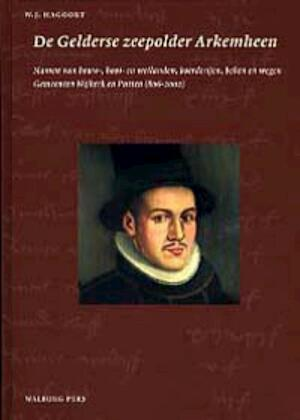 W.J. HAGOORT
De Gelderse zeepolder Arkemheen
Namen van bouw-, hooi- en weilanden, boerderijen, beken en wegen
Gemeenten Nijkerk en Putten (806-2002)
WALBURG PERS